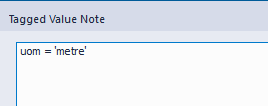 Tagged Value Note
uom = 'metre'